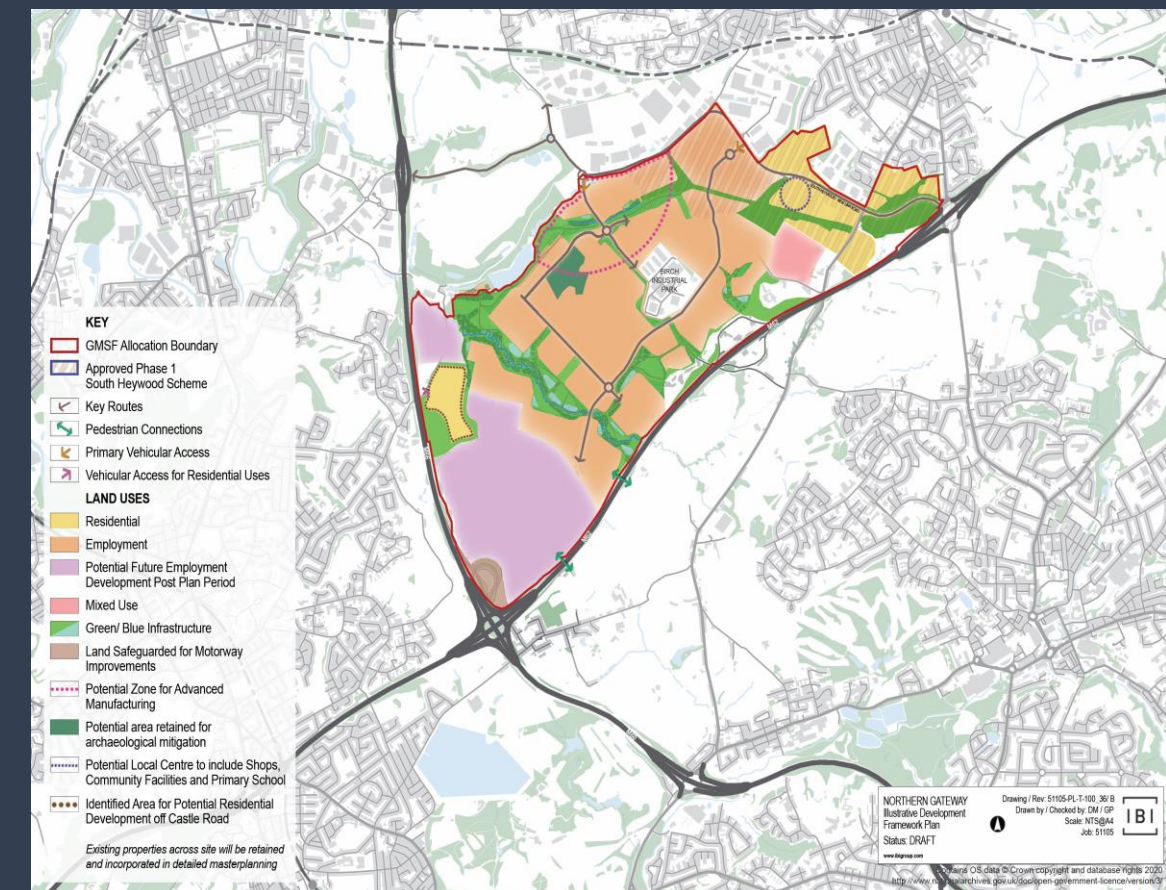 KEY
GMSF Allocation Boundary
Approved Phase 1
South Heywood Scheme
Key Routes
Pedestrian Connections
Primary Vehicular Access
Vehicular Access for Residential Uses
LAND USES
Residential
Employment
Potential Future Employment
Development Post Plan Period
Mixed Use
Green/ Blue Infrastructure
Land Safeguarded for Motorway
Improvements
Potential Zone for Advanced
Manufacturing
Potential area retained for
archaeological mitigation
Potential Local Centre to include Shops,
Community Facilities and Primary School
Identified Area for Potential Residential
Development off Castle Road
Existing properties across site will be retained
and incorporated in detailed masterplanning
BIRCH
INDUSTRIAL
PARK
M62
M62
NORTHERN GATEWAY
Illustrative Development
Framework Plan
Status: DRAFT
www.ibigroup.com
Drawing / Rev: 51105-PL-T-100_36/ B
Drawn by / Checked by: DM / GP
Scale: NTS@A4
Job: 51105
IBI
Contains OS data © Crown copyright and database rights 2020